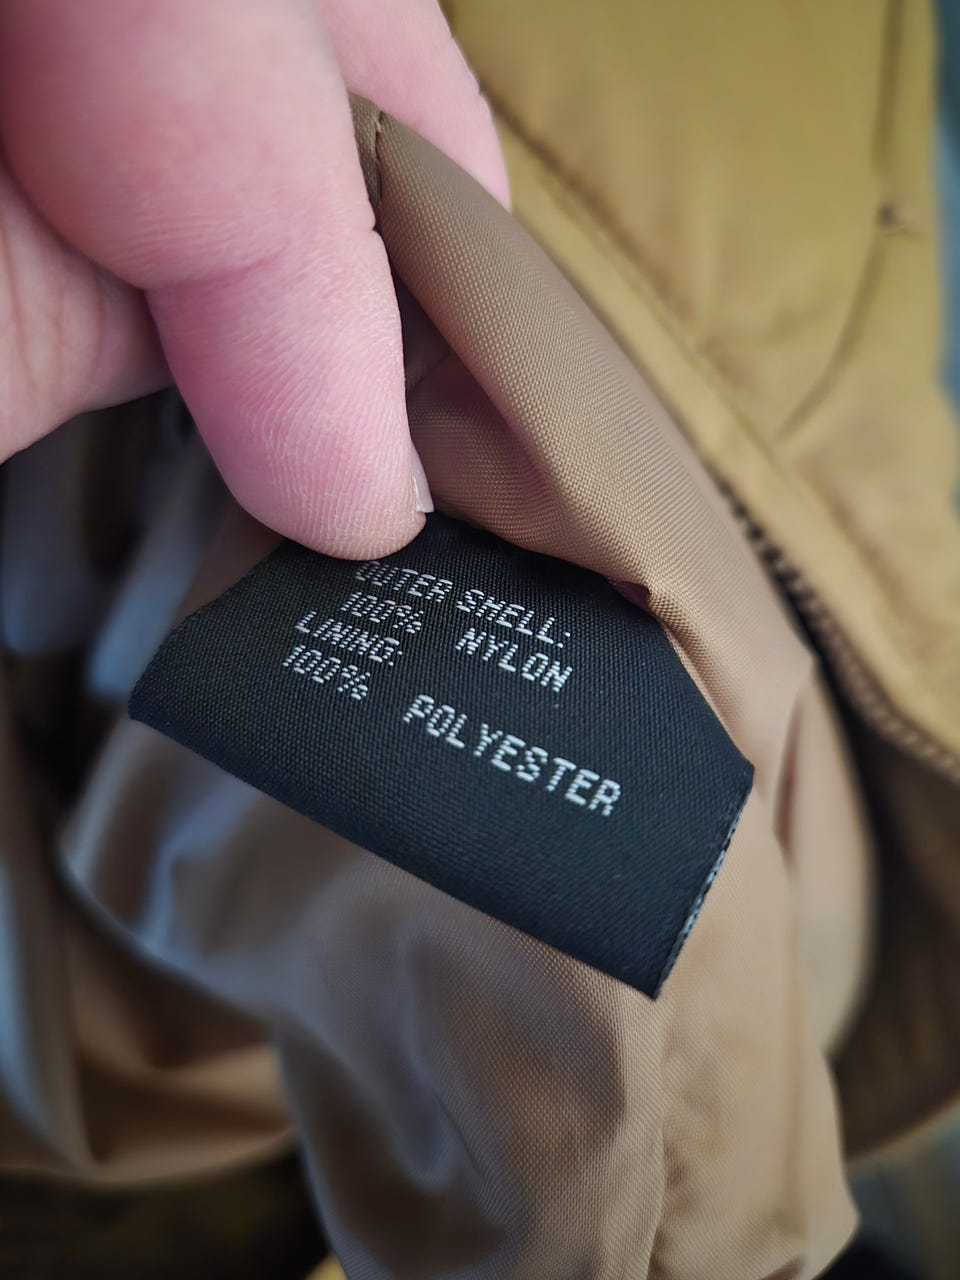 OUTER SHELL:
100% NYLON
LINING:
100% POLYESTER